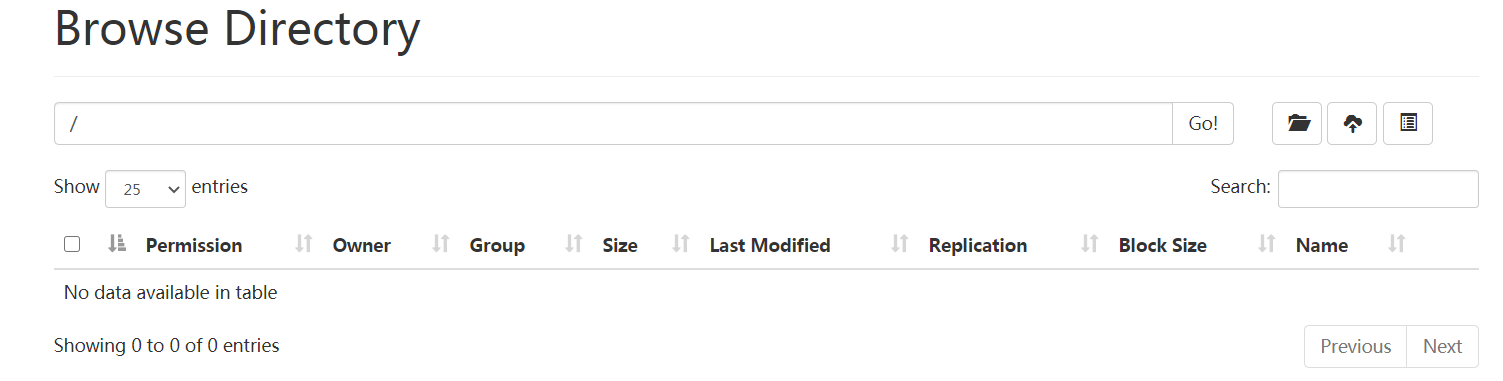 Browse Directory
/ Go!
Show 25 entries Search:
Permission Owner Group Size Last Modified Replication Block Size Name
No data available in table
Showing 0 to 0 of 0 entries Previous Next